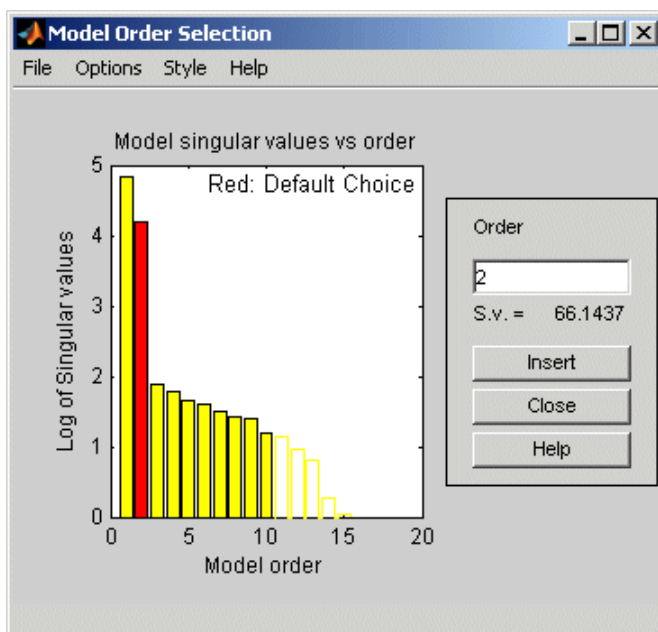 Model Order Selection
File Options Style Help
Model singular values vs order
Red: Default Choice
Log of Singular values
5
4
3
2
1
0
0 5 10 15 20
Model order
Order
2
S.v. = 66.1437
Insert
Close
Help